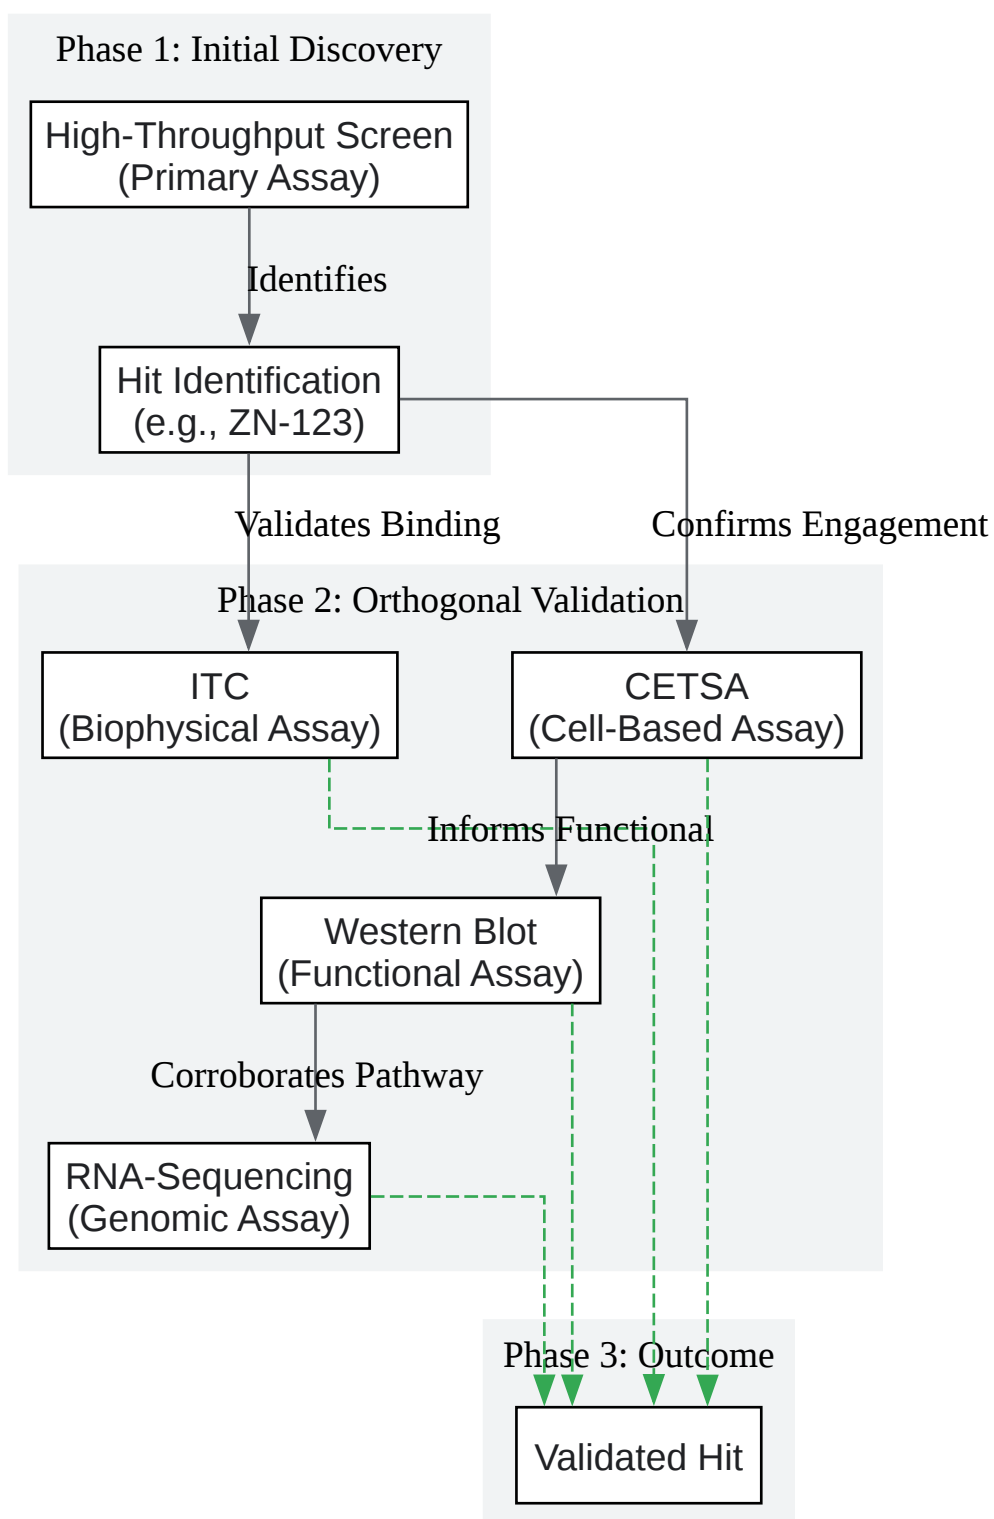 Phase 1: Initial Discovery
High-Throughput Screen
(Primary Assay)
Identifies
Hit Identification
(e.g., ZN-123)
Validates Binding
Confirms Engagement
Phase 2: Orthogonal Validation
ITC
(Biophysical Assay)
CETSA
(Cell-Based Assay)
Informs Functional
Western Blot
(Functional Assay)
Corroborates Pathway
RNA-Sequencing
(Genomic Assay)
Phase 3: Outcome
Validated Hit